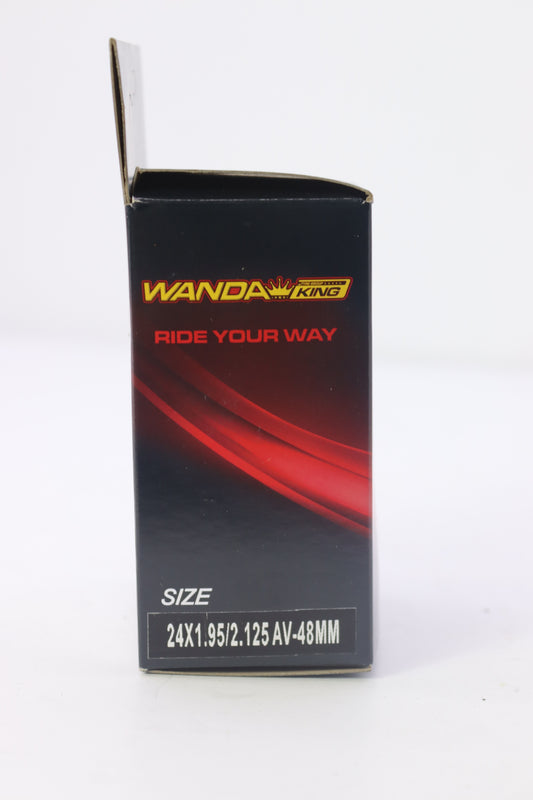 WANDA KING
RIDE YOUR WAY
SIZE
24X1.95/2.125 AV-48MM